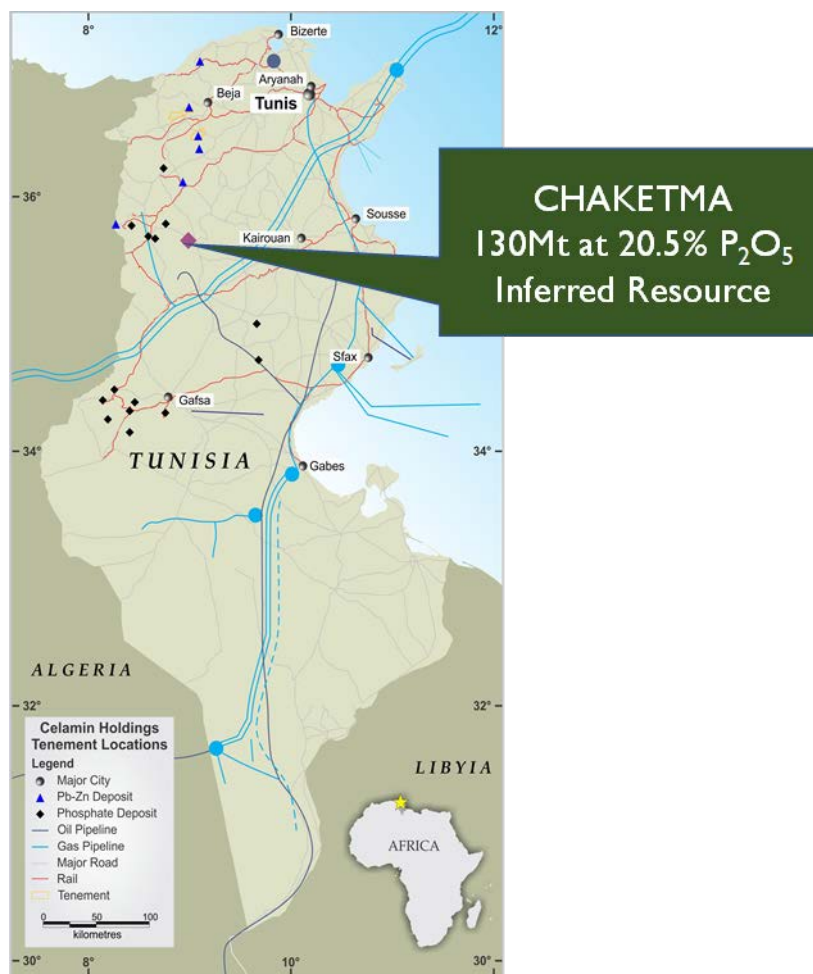 8°
12°
Bizerte
Aryanah
Tunis
Beja
36°
Sousse
Kairouan
CHAKETMA
130Mt at 20.5% P₂O₅
Inferred Resource
Sfax
Gafsa
34°
34°
TUNISIA
Gabes
ALGERIA
32°
32°
LIBYIA
Celamin Holdings
Tenement Locations
Legend
Major City
Pb-Zn Deposit
Phosphate Deposit
Oil Pipeline
Gas Pipeline
Major Road
Rail
Tenement
0 50 100
kilometres
AFRICA
30°
8°
10°
30°